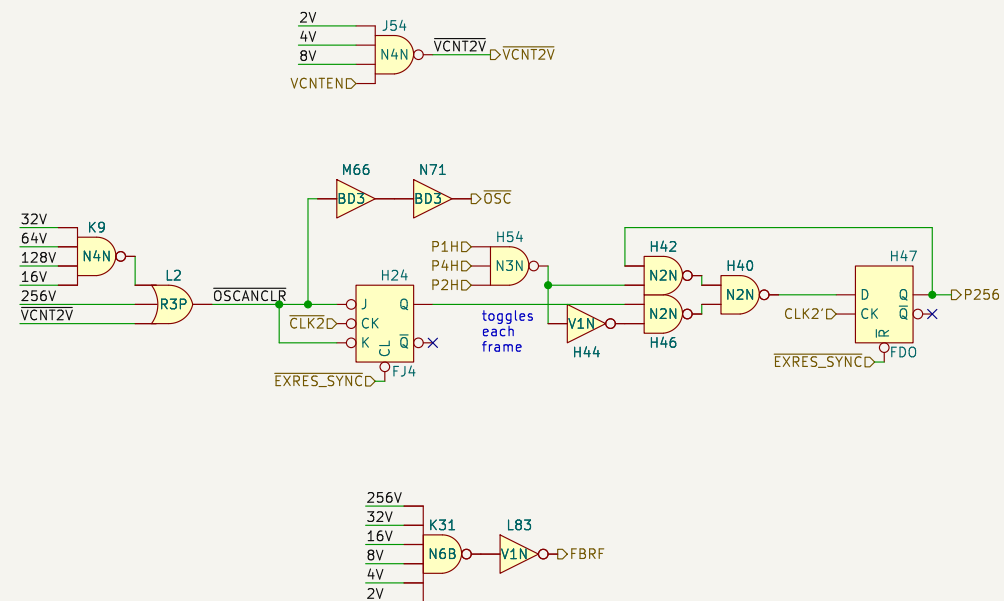 2V
4V
8V
VCNTEN
J54
N4N
VCNT2V
VCNT2V
M66
BD3
N71
BD3
OSC
32V
64V
128V
16V
256V
VCNT2V
K9
N4N
L2
R3P
OSCANCLR
H24
J
Q
CLK2
CK
K
Q
CL
FJ4
EXRES_SYNC
P1H
P4H
P2H
H54
N3N
toggles
each
frame
V1N
H44
H42
N2N
N2N
H46
H40
N2N
H47
D
Q
P256
CLK2'
CK
Q
R
FDO
EXRES_SYNC
256V
32V
16V
8V
4V
2V
K31
N6B
L83
V1N
FBRF